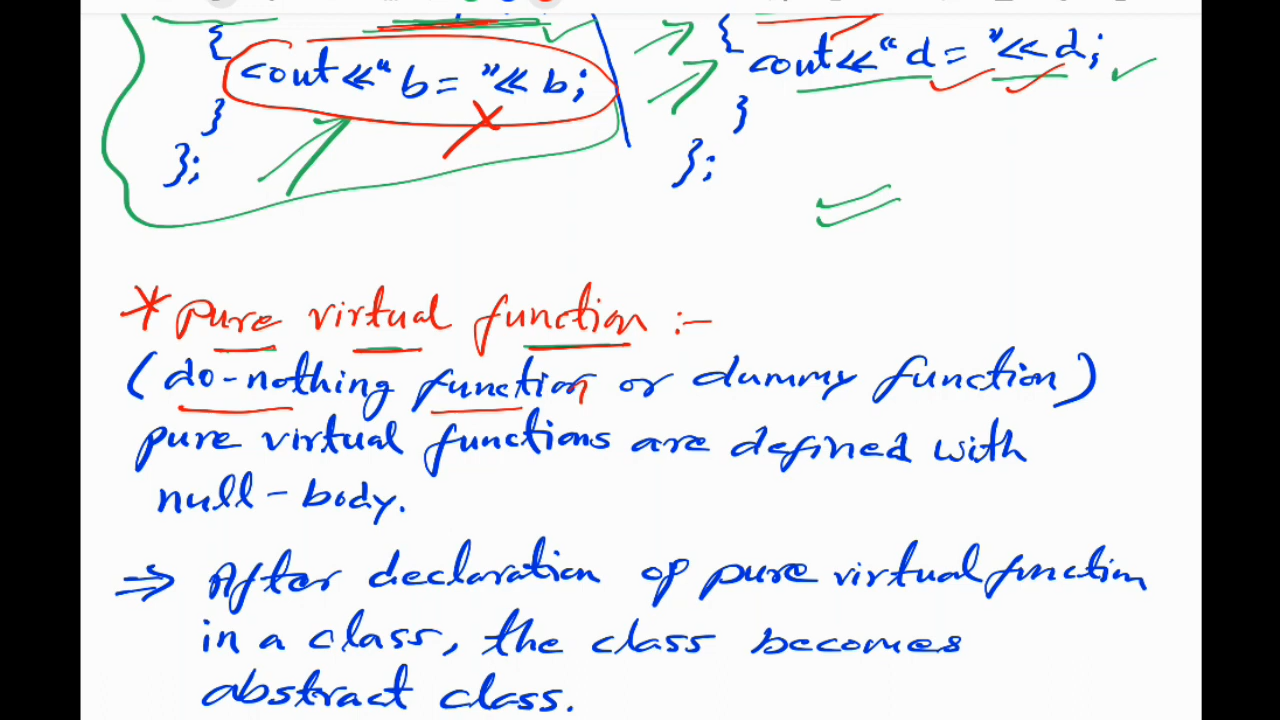 {
cout<<"b= "<<b;
}
};
{
cout<<"d= "<<d;
}
};
* pure virtual function :-
(do-nothing function or dummy function)
pure virtual functions are defined with
null-body.
⇒ After declaration of pure virtual function
in a class, the class becomes
abstract class.